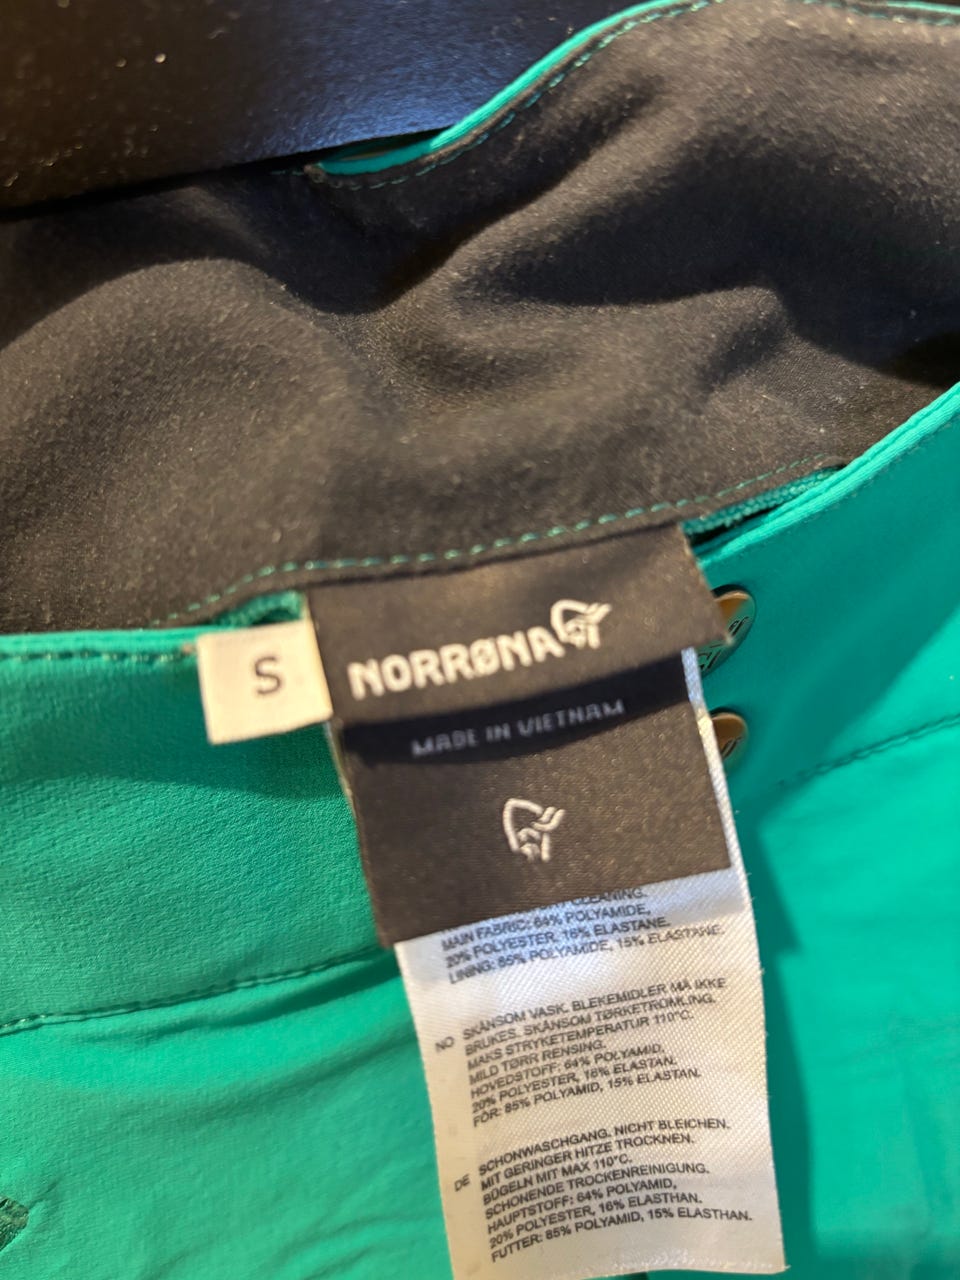 S
NORRØNA
MADE IN VIETNAM
CLEANING.
MAIN FABRIC: 64% POLYAMIDE,
20% POLYESTER, 16% ELASTANE.
LINING: 85% POLYAMIDE, 15% ELASTANE.
NO
SKÅNSOM VASK. BLEKEMIDLER MÅ IKKE
BRUKES. SKÅNSOM TØRKETROMLING.
MAKS STRYKETEMPERATUR 110°C.
MILD TØRR RENSING.
HOVEDSTOFF: 64% POLYAMID,
20% POLYESTER, 16% ELASTAN.
FÔR: 85% POLYAMID, 15% ELASTAN.
DE
SCHONWASCHGANG. NICHT BLEICHEN.
MIT GERINGER HITZE TROCKNEN.
BÜGELN MIT MAX 110°C.
SCHONENDE TROCKENREINIGUNG.
HAUPTSTOFF: 64% POLYAMID,
20% POLYESTER, 16% ELASTHAN.
FUTTER: 85% POLYAMID, 15% ELASTHAN.